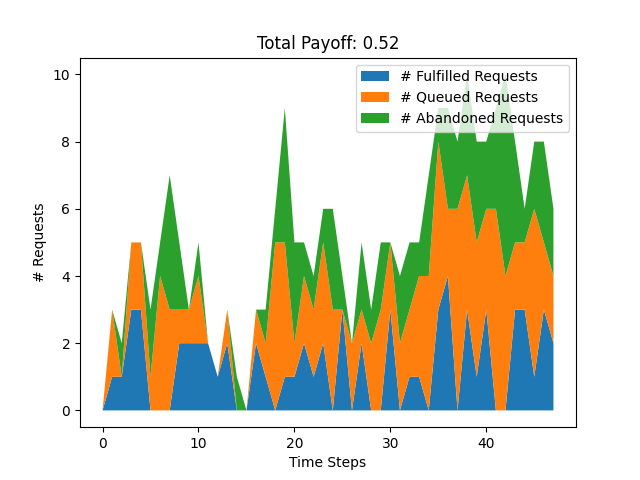 Total Payoff: 0.52
# Fulfilled Requests
# Queued Requests
# Abandoned Requests
# Requests
10
8
6
4
2
0
0 10 20 30 40
Time Steps